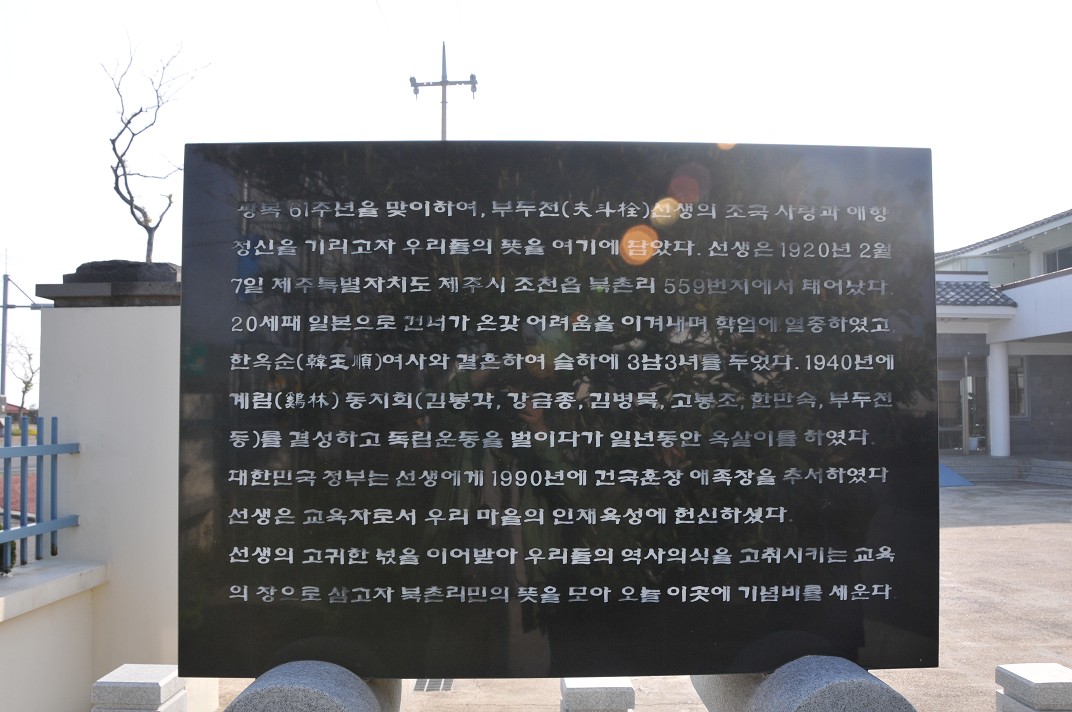 광복 61주년을 맞이하여, 부두전(夫斗栓)선생의 조국 사랑과 애향
정신을 기리고자 우리들의 뜻을 여기에 담았다. 선생은 1920년 2월
7일 제주특별자치도 제주시 조천읍 북촌리 559번지에서 태어났다.
20세때 일본으로 건너가 온갖 어려움을 이겨내며 학업에 열중하였고,
한옥순(韓玉順)여사와 결혼하여 슬하에 3남3녀를 두었다. 1940년에
계림(鷄林) 동지회(김봉각, 강금종, 김병목, 고봉조, 한만숙, 부두전
등)를 결성하고 독립운동을 벌이다가 일년동안 옥살이를 하였다.
대한민국 정부는 선생에게 1990년에 건국훈장 애족장을 추서하였다
선생은 교육자로서 우리 마을의 인재육성에 헌신하셨다.
선생의 고귀한 넋을 이어받아 우리들의 역사의식을 고취시키는 교육
의 장으로 삼고자 북촌리민의 뜻을 모아 오늘 이곳에 기념비를 세운다.